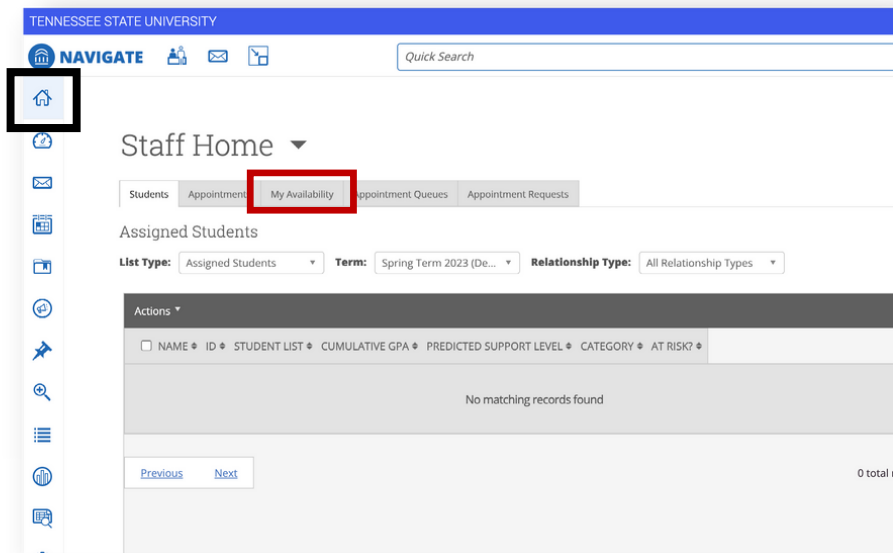 TENNESSEE STATE UNIVERSITY
NAVIGATE Quick Search
Staff Home
Students Appointment My Availability Appointment Queues Appointment Requests
Assigned Students
List Type: Assigned Students Term: Spring Term 2023 (De... Relationship Type: All Relationship Types
Actions
NAME ID STUDENT LIST CUMULATIVE GPA PREDICTED SUPPORT LEVEL CATEGORY AT RISK?
No matching records found
Previous Next 0 total